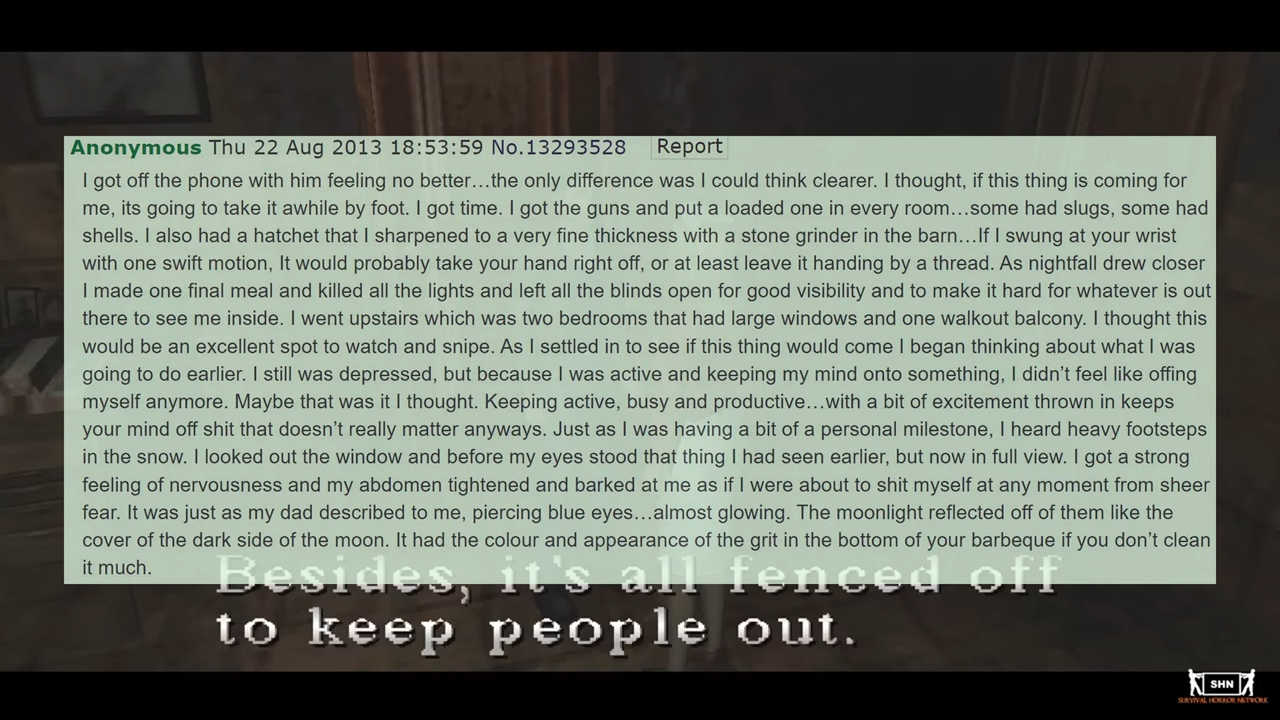 Anonymous Thu 22 Aug 2013 18:53:59 No.13293528 Report
I got off the phone with him feeling no better…the only difference was I could think clearer. I thought, if this thing is coming for
me, its going to take it awhile by foot. I got time. I got the guns and put a loaded one in every room…some had slugs, some had
shells. I also had a hatchet that I sharpened to a very fine thickness with a stone grinder in the barn…If I swung at your wrist
with one swift motion, It would probably take your hand right off, or at least leave it handing by a thread. As nightfall drew closer
I made one final meal and killed all the lights and left all the blinds open for good visibility and to make it hard for whatever is out
there to see me inside. I went upstairs which was two bedrooms that had large windows and one walkout balcony. I thought this
would be an excellent spot to watch and snipe. As I settled in to see if this thing would come I began thinking about what I was
going to do earlier. I still was depressed, but because I was active and keeping my mind onto something, I didn’t feel like offing
myself anymore. Maybe that was it I thought. Keeping active, busy and productive…with a bit of excitement thrown in keeps
your mind off shit that doesn’t really matter anyways. Just as I was having a bit of a personal milestone, I heard heavy footsteps
in the snow. I looked out the window and before my eyes stood that thing I had seen earlier, but now in full view. I got a strong
feeling of nervousness and my abdomen tightened and barked at me as if I were about to shit myself at any moment from sheer
fear. It was just as my dad described to me, piercing blue eyes…almost glowing. The moonlight reflected off of them like the
cover of the dark side of the moon. It had the colour and appearance of the grit in the bottom of your barbeque if you don’t clean
it much.
Besides, it's all fenced off
to keep people out.
SHN
SURVIVAL HORROR NETWORK